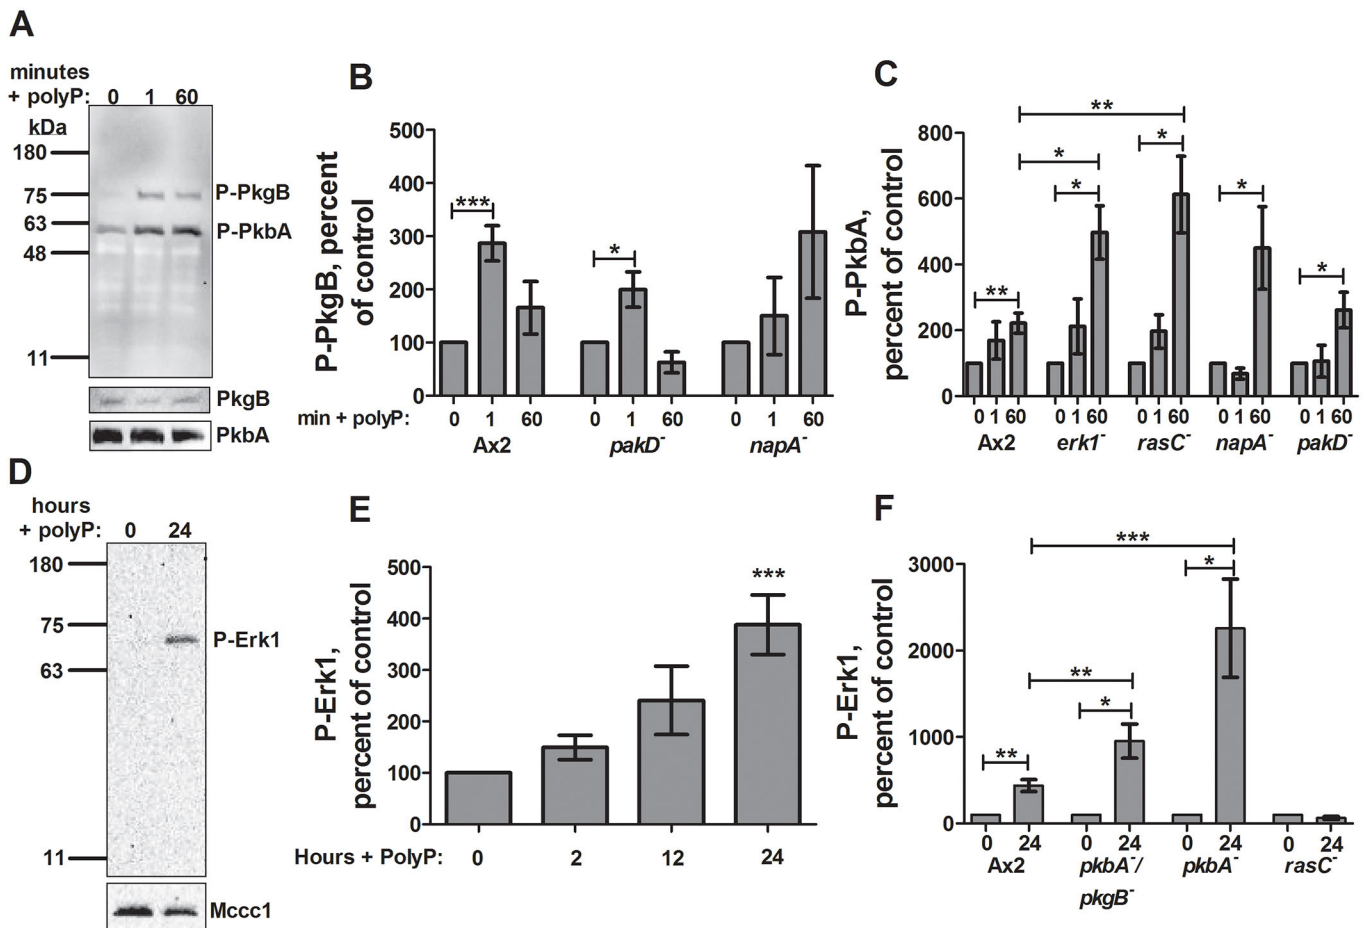 A
minutes
+ polyP: 0 1 60
kDa
180
75
63
48
11
P-PkgB
P-PkbA
PkgB
PkbA
B
P-PkgB, percent
of control
500
400
300
200
100
0
***
*
0 1 60 0 1 60 0 1 60
min + polyP:
Ax2 pakD- napA-
C
P-PkbA,
percent of control
800
600
400
200
0
**
*
*
*
*
**
*
0 1 60 0 1 60 0 1 60 0 1 60 0 1 60
Ax2 erk1- rasC- napA- pakD-
D
hours
+ polyP: 0 24
180
75
63
11
P-Erk1
Mccc1
E
P-Erk1,
percent of control
500
400
300
200
100
0
***
Hours + PolyP: 0 2 12 24
F
P-Erk1,
percent of control
3000
2000
1000
0
***
*
**
*
**
0 24 0 24 0 24 0 24
Ax2 pkbA-/ pkbA- rasC-
pkgB-